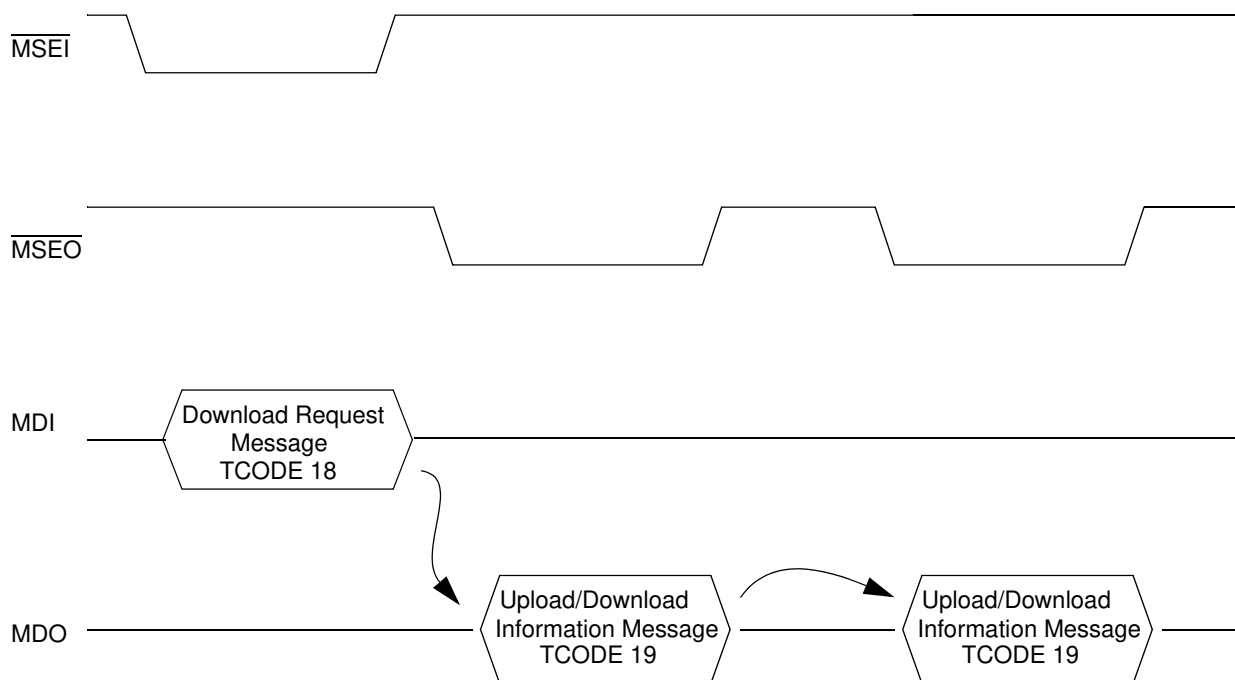 MSEI
MSEO
MDI
Download Request
Message
TCODE 18
MDO
Upload/Download
Information Message
TCODE 19
Upload/Download
Information Message
TCODE 19